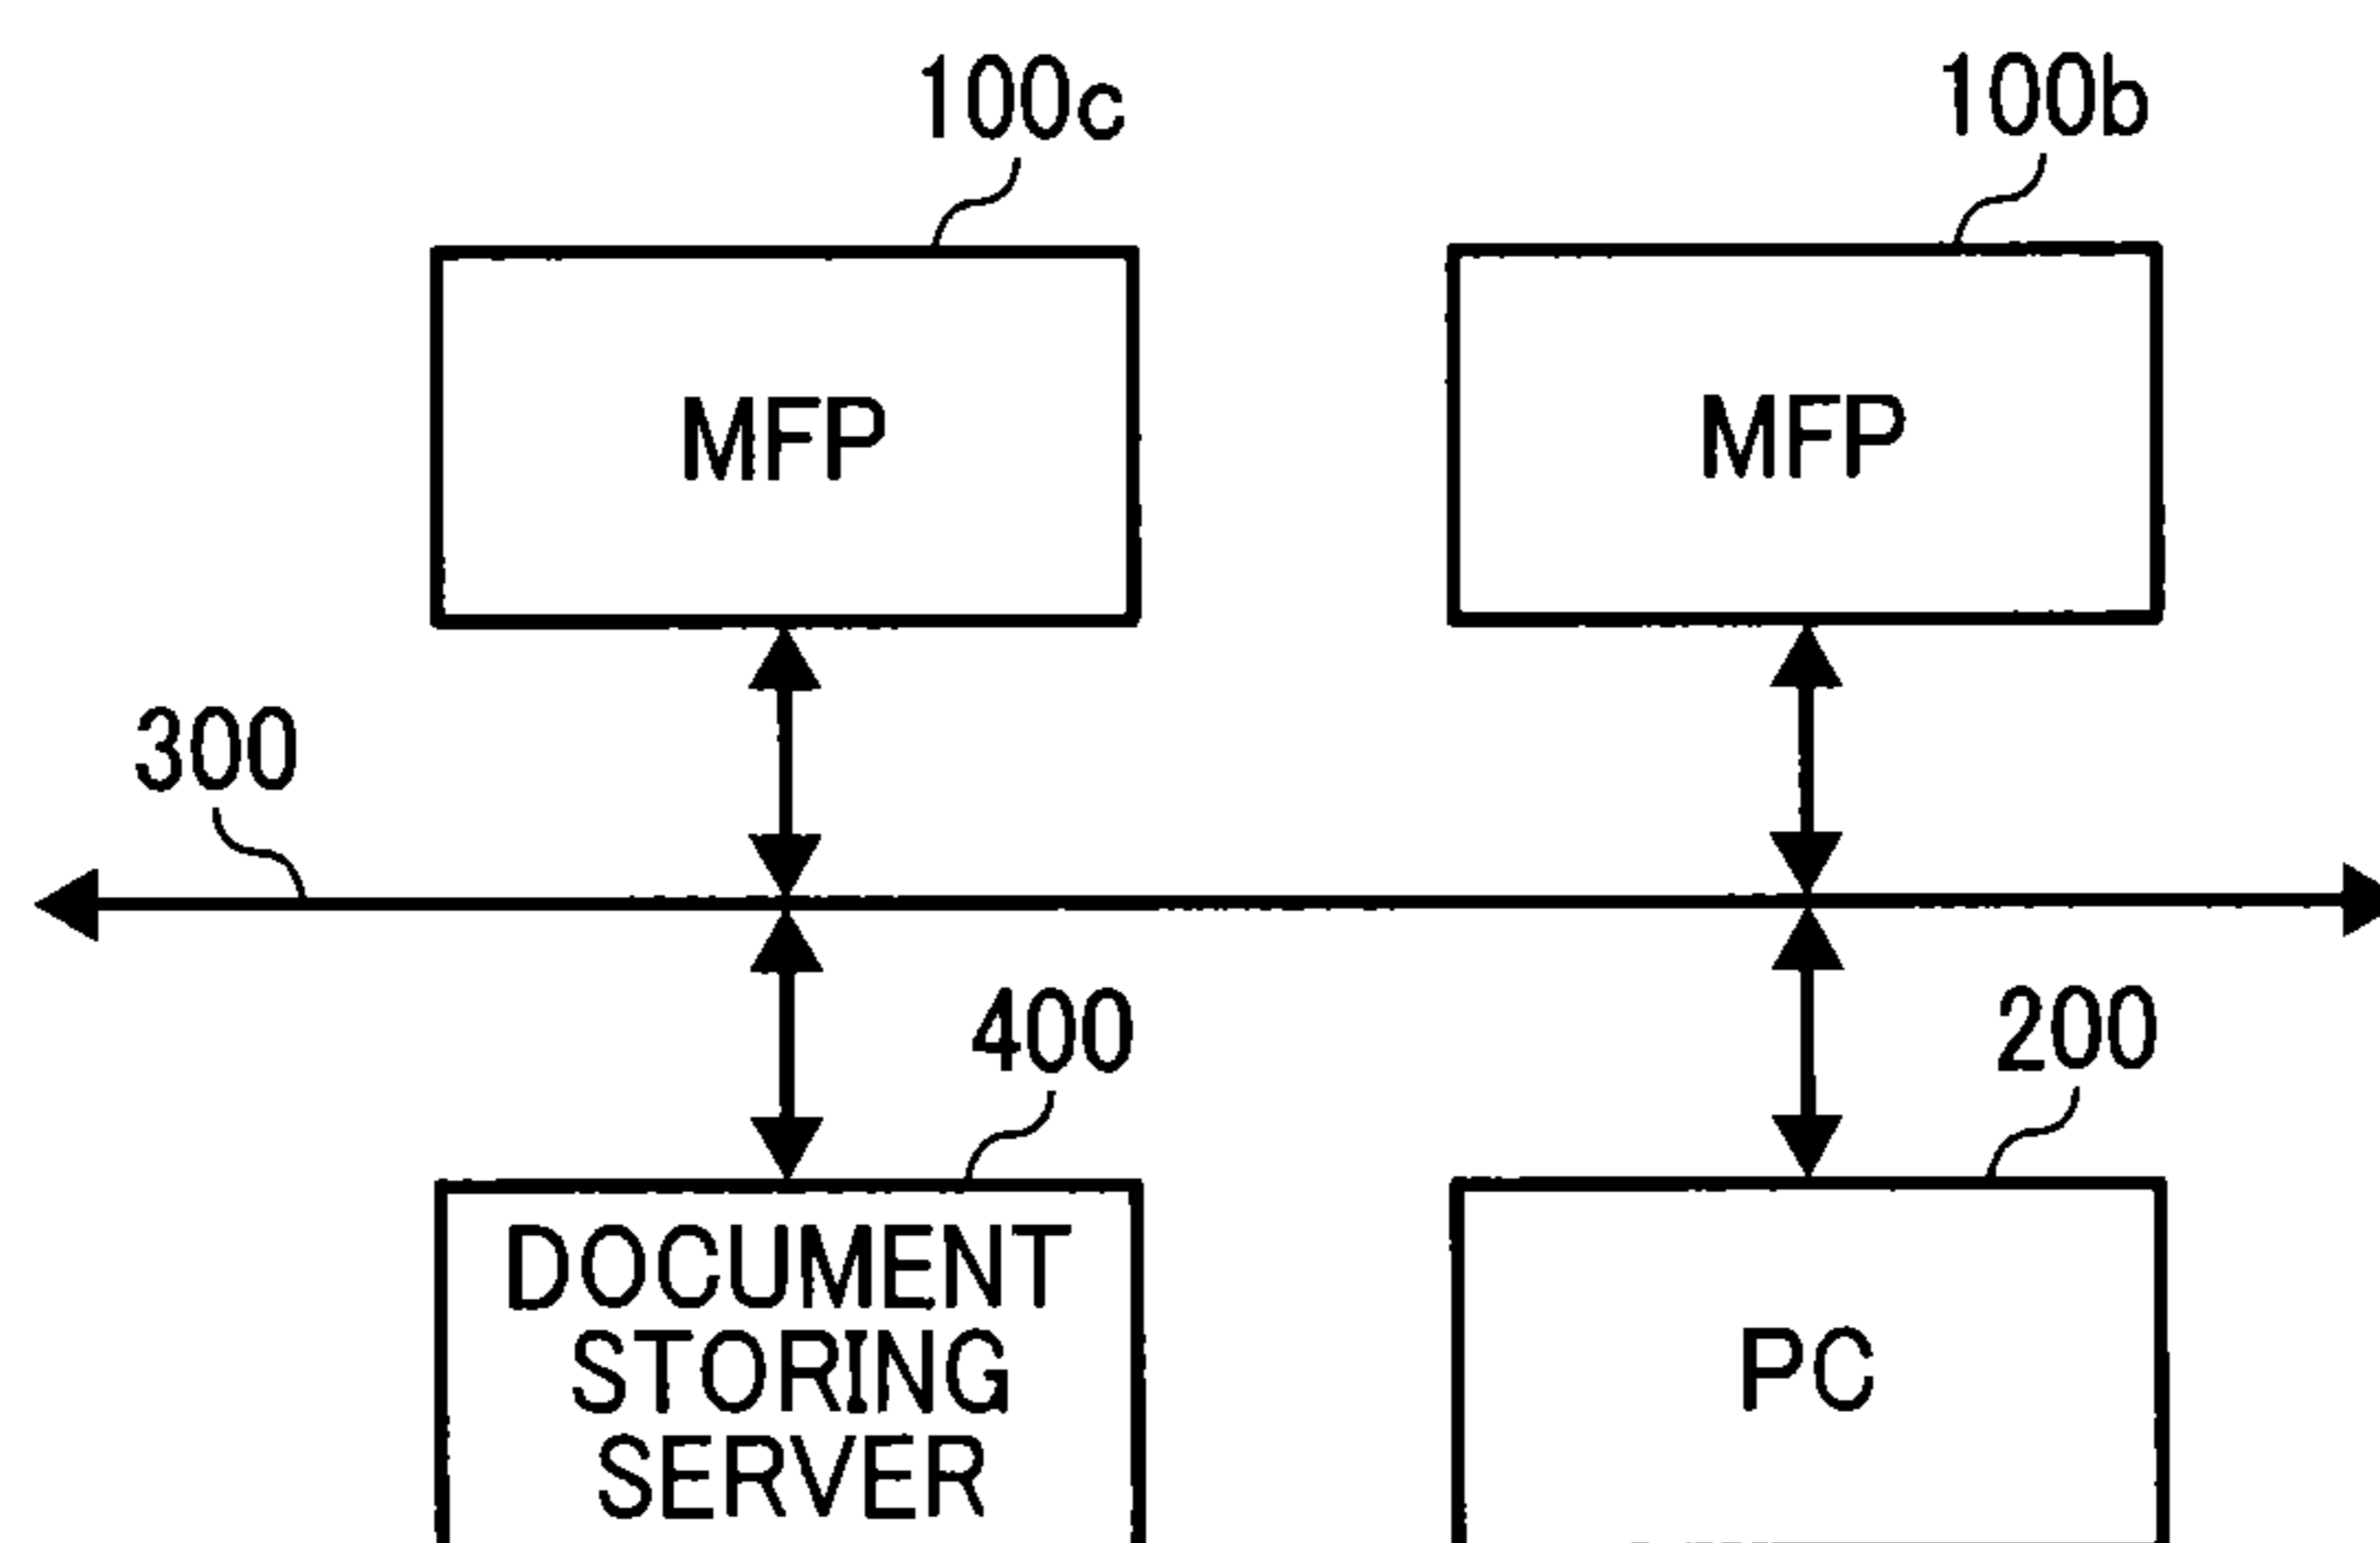 100c
100b
MFP
MFP
300
400
200
DOCUMENT
STORING
SERVER
PC